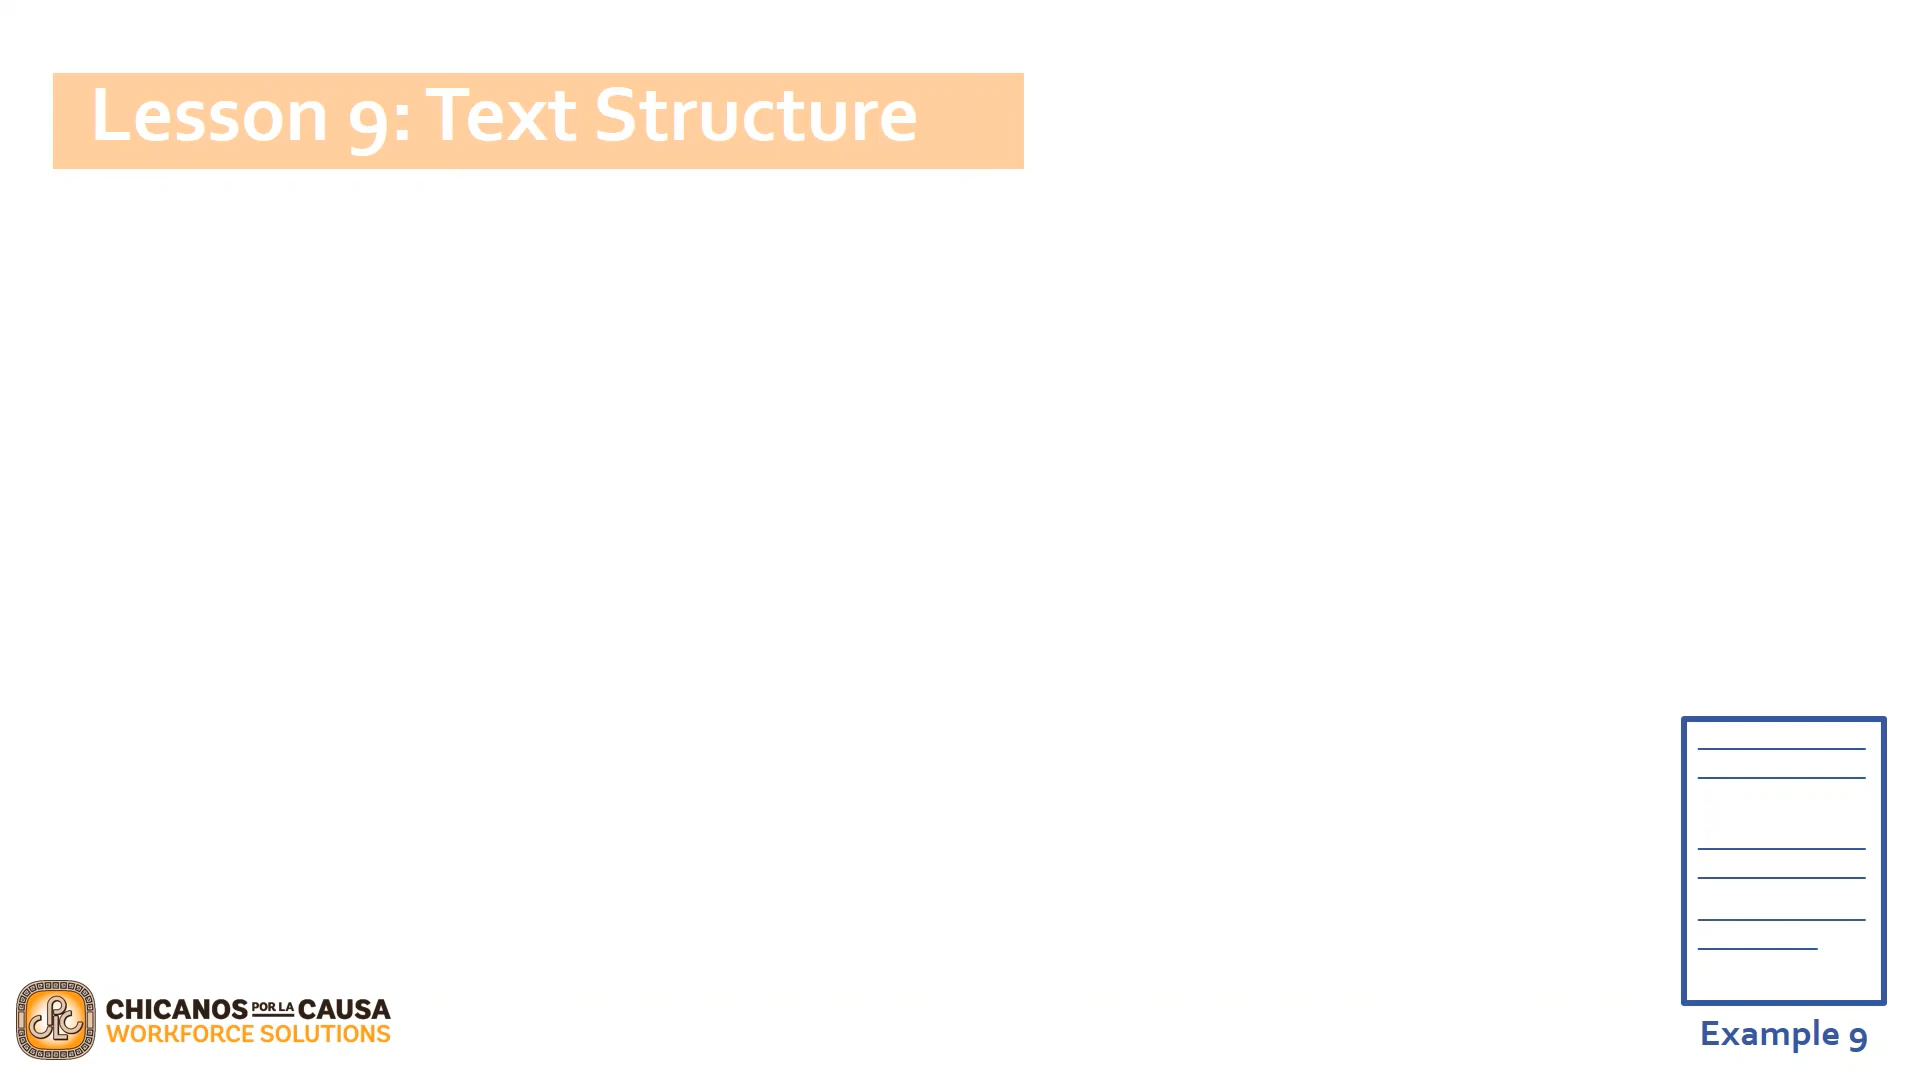 Lesson 9: Text Structure
CHICANOS POR LA CAUSA
WORKFORCE SOLUTIONS
Example 9